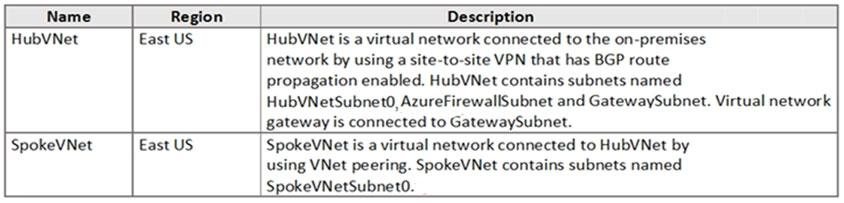 Name Region Description
HubVNet East US HubVNet is a virtual network connected to the on-premises
network by using a site-to-site VPN that has BGP route
propagation enabled. HubVNet contains subnets named
HubVNetSubnet0, AzureFirewallSubnet and GatewaySubnet. Virtual network
gateway is connected to GatewaySubnet.
SpokeVNet East US SpokeVNet is a virtual network connected to HubVNet by
using VNet peering. SpokeVNet contains subnets named
SpokeVNetSubnet0.